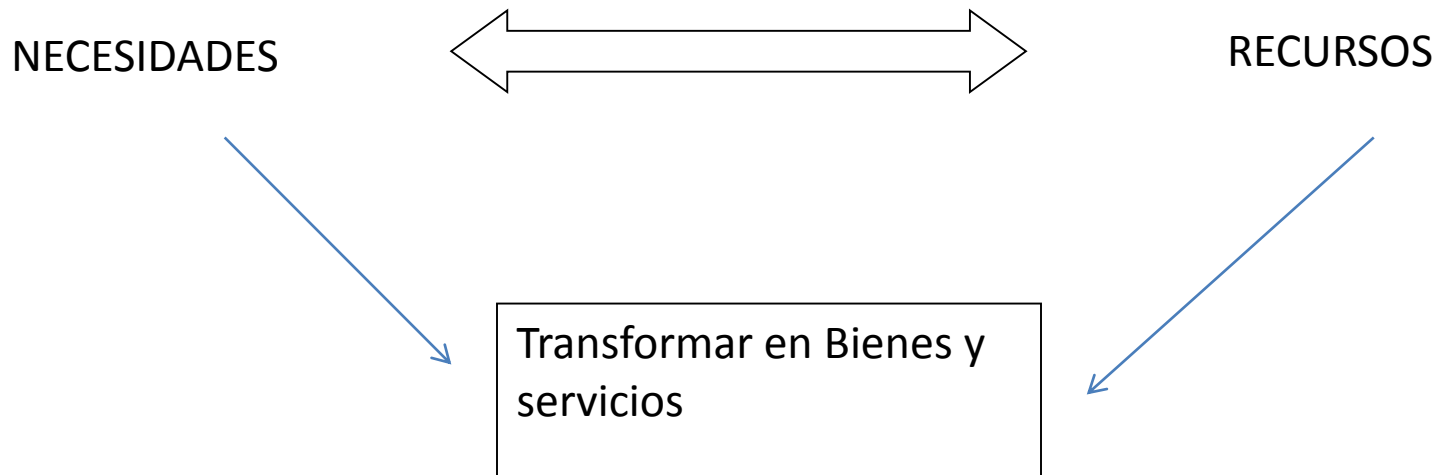 NECESIDADES
RECURSOS
Transformar en Bienes y
servicios